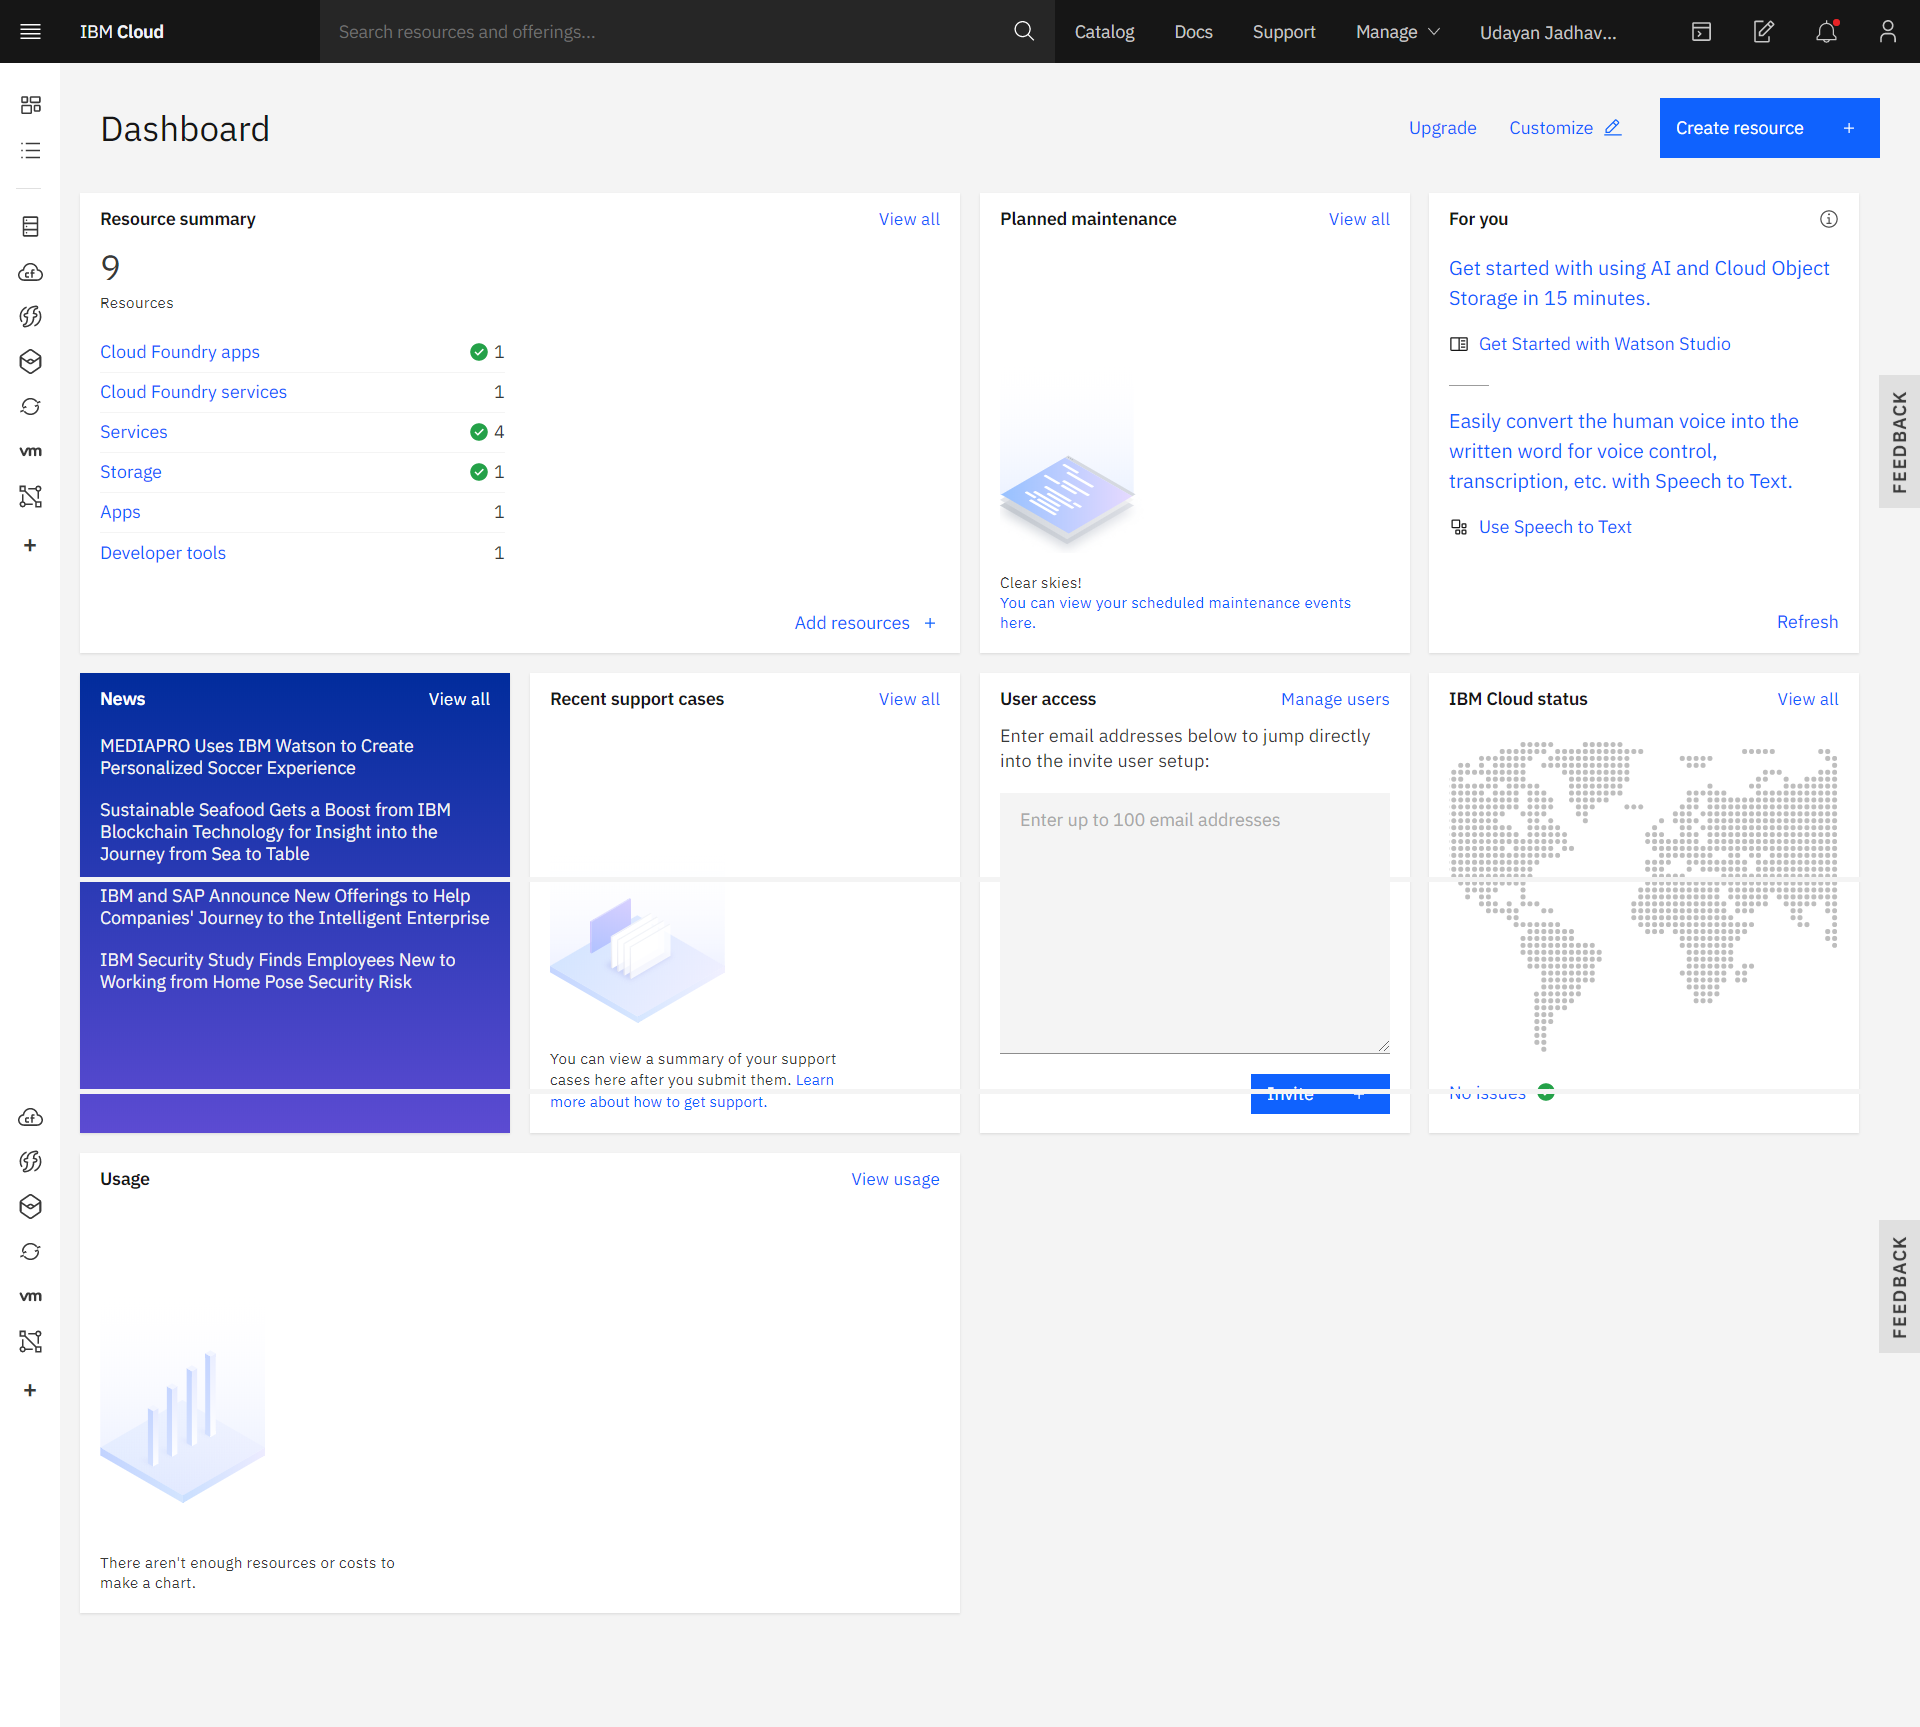 IBM Cloud
Search resources and offerings...
Catalog
Docs
Support
Manage
Udayan Jadhav...
Dashboard
Upgrade
Customize
Create resource +
Resource summary
View all
9
Resources
Cloud Foundry apps 1
Cloud Foundry services 1
Services 4
Storage 1
Apps 1
Developer tools 1
Add resources +
Planned maintenance
View all
Clear skies!
You can view your scheduled maintenance events
here.
For you
Get started with using AI and Cloud Object
Storage in 15 minutes.
Get Started with Watson Studio
Easily convert the human voice into the
written word for voice control,
transcription, etc. with Speech to Text.
Use Speech to Text
Refresh
FEEDBACK
cf
vm
+
News
View all
MEDIAPRO Uses IBM Watson to Create
Personalized Soccer Experience
Sustainable Seafood Gets a Boost from IBM
Blockchain Technology for Insight into the
Journey from Sea to Table
IBM and SAP Announce New Offerings to Help
Companies' Journey to the Intelligent Enterprise
IBM Security Study Finds Employees New to
Working from Home Pose Security Risk
Recent support cases
View all
You can view a summary of your support
cases here after you submit them. Learn
more about how to get support.
User access
Manage users
Enter email addresses below to jump directly
into the invite user setup:
Enter up to 100 email addresses
Invite +
IBM Cloud status
View all
No issues
cf
vm
+
Usage
View usage
There aren't enough resources or costs to
make a chart.
FEEDBACK